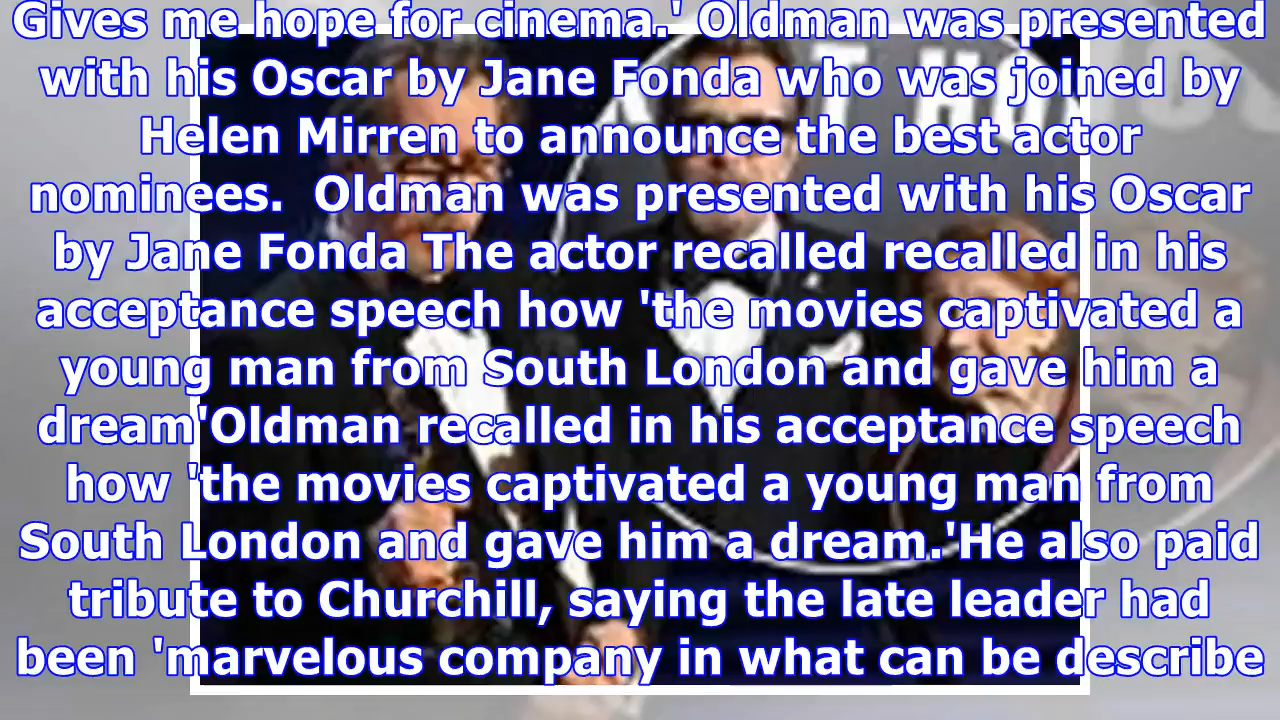 Gives me hope for cinema.' Oldman was presented
with his Oscar by Jane Fonda who was joined by
Helen Mirren to announce the best actor
nominees.  Oldman was presented with his Oscar
by Jane Fonda The actor recalled recalled in his
acceptance speech how 'the movies captivated a
young man from South London and gave him a
dream'Oldman recalled in his acceptance speech
how 'the movies captivated a young man from
South London and gave him a dream.'He also paid
tribute to Churchill, saying the late leader had
been 'marvelous company in what can be describe